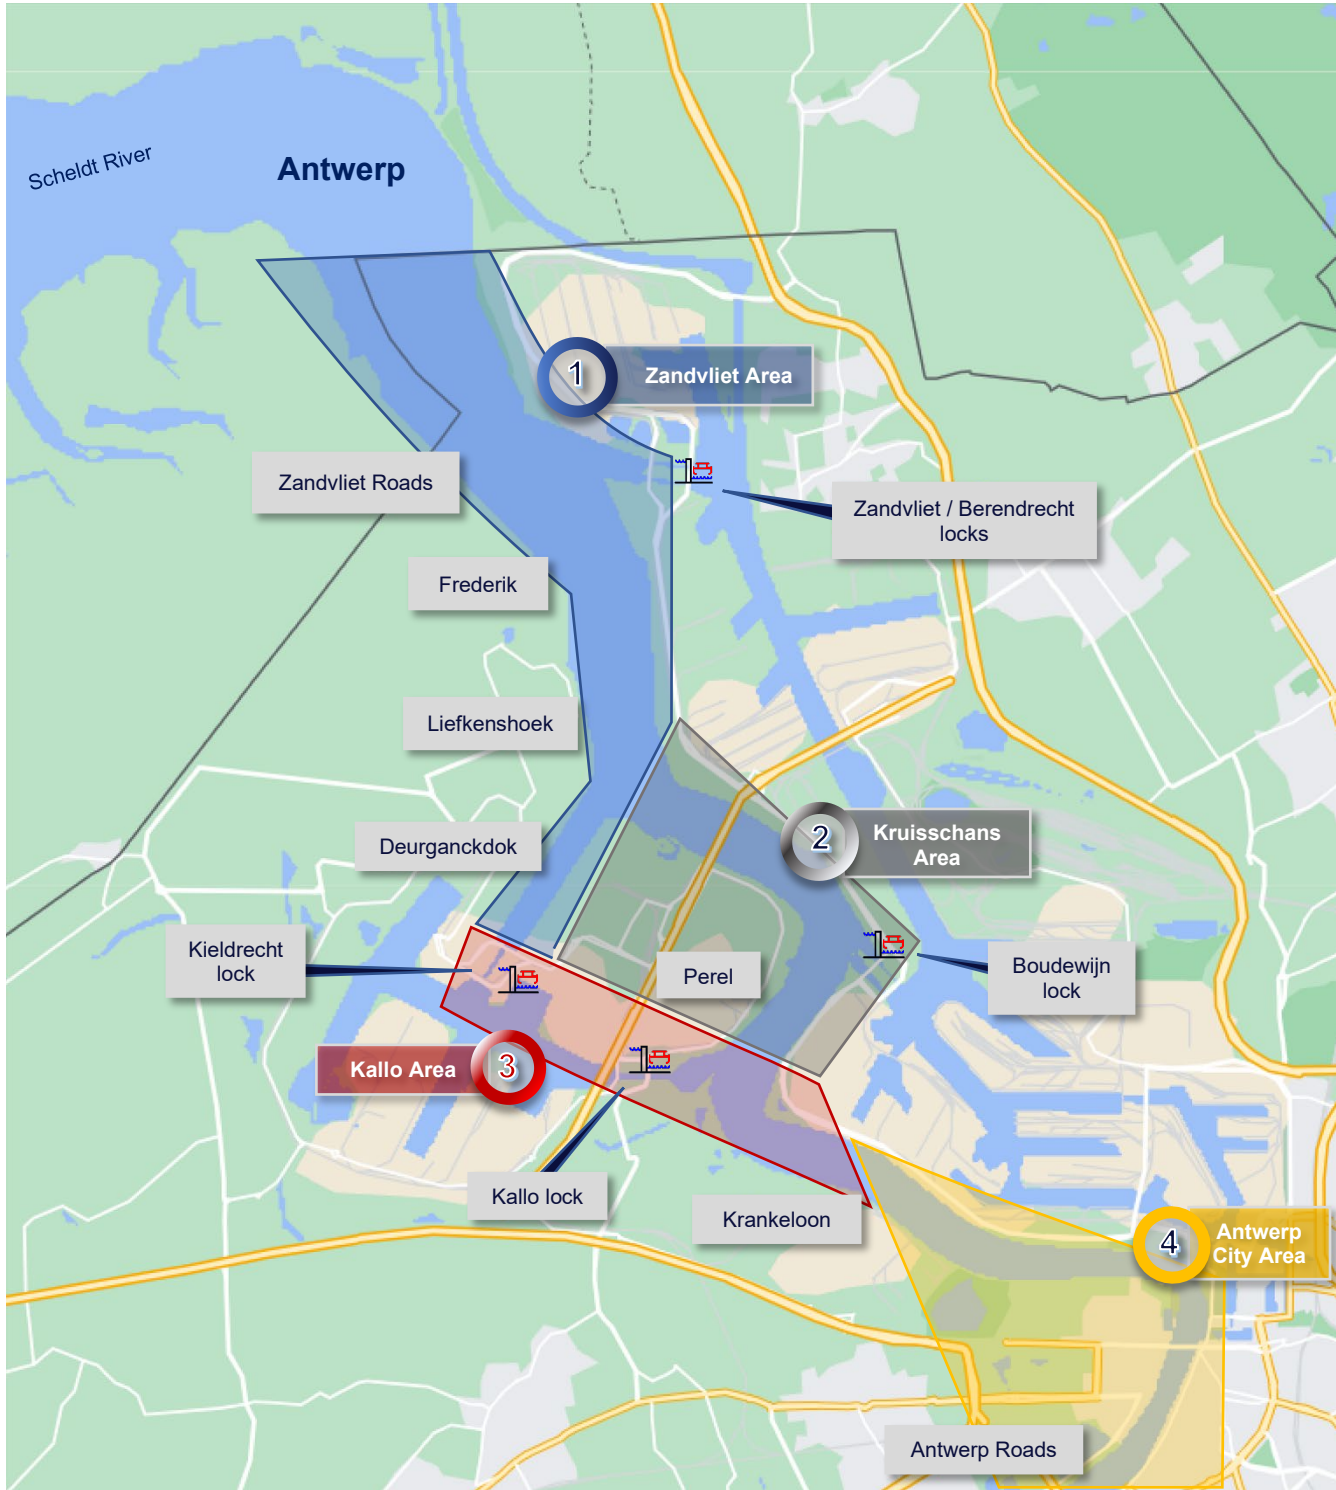 Scheldt River
Antwerp
1
Zandvliet Area
Zandvliet Roads
Zandvliet / Berendrecht
locks
Frederik
Liefkenshoek
2
Kruisschans
Area
Deurganckdok
Kieldrecht
lock
Perel
Boudewijn
lock
Kallo Area
3
Kallo lock
Krankeloon
4
Antwerp
City Area
Antwerp Roads